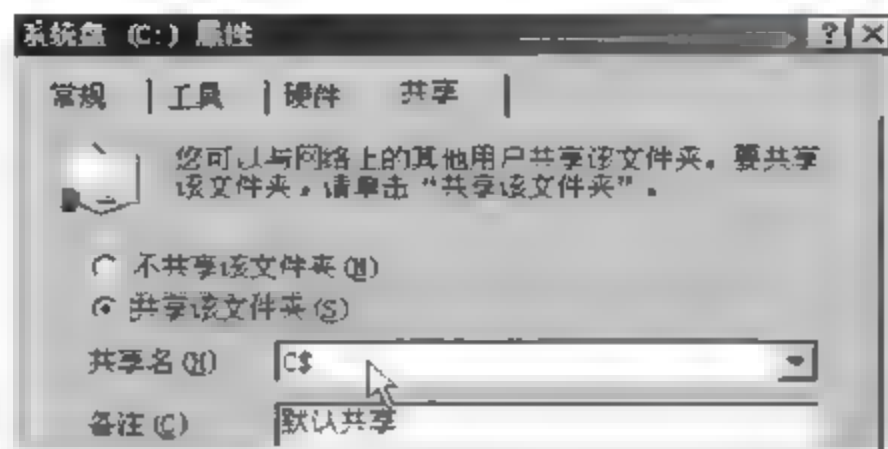 系统盘 (C:) 属性
常规 工具 硬件 共享
您可以与网络上的其他用户共享该文件夹。要共享
该文件夹，请单击“共享该文件夹”。
不共享该文件夹(N)
共享该文件夹(S)
共享名(H) C$
备注(C) 默认共享